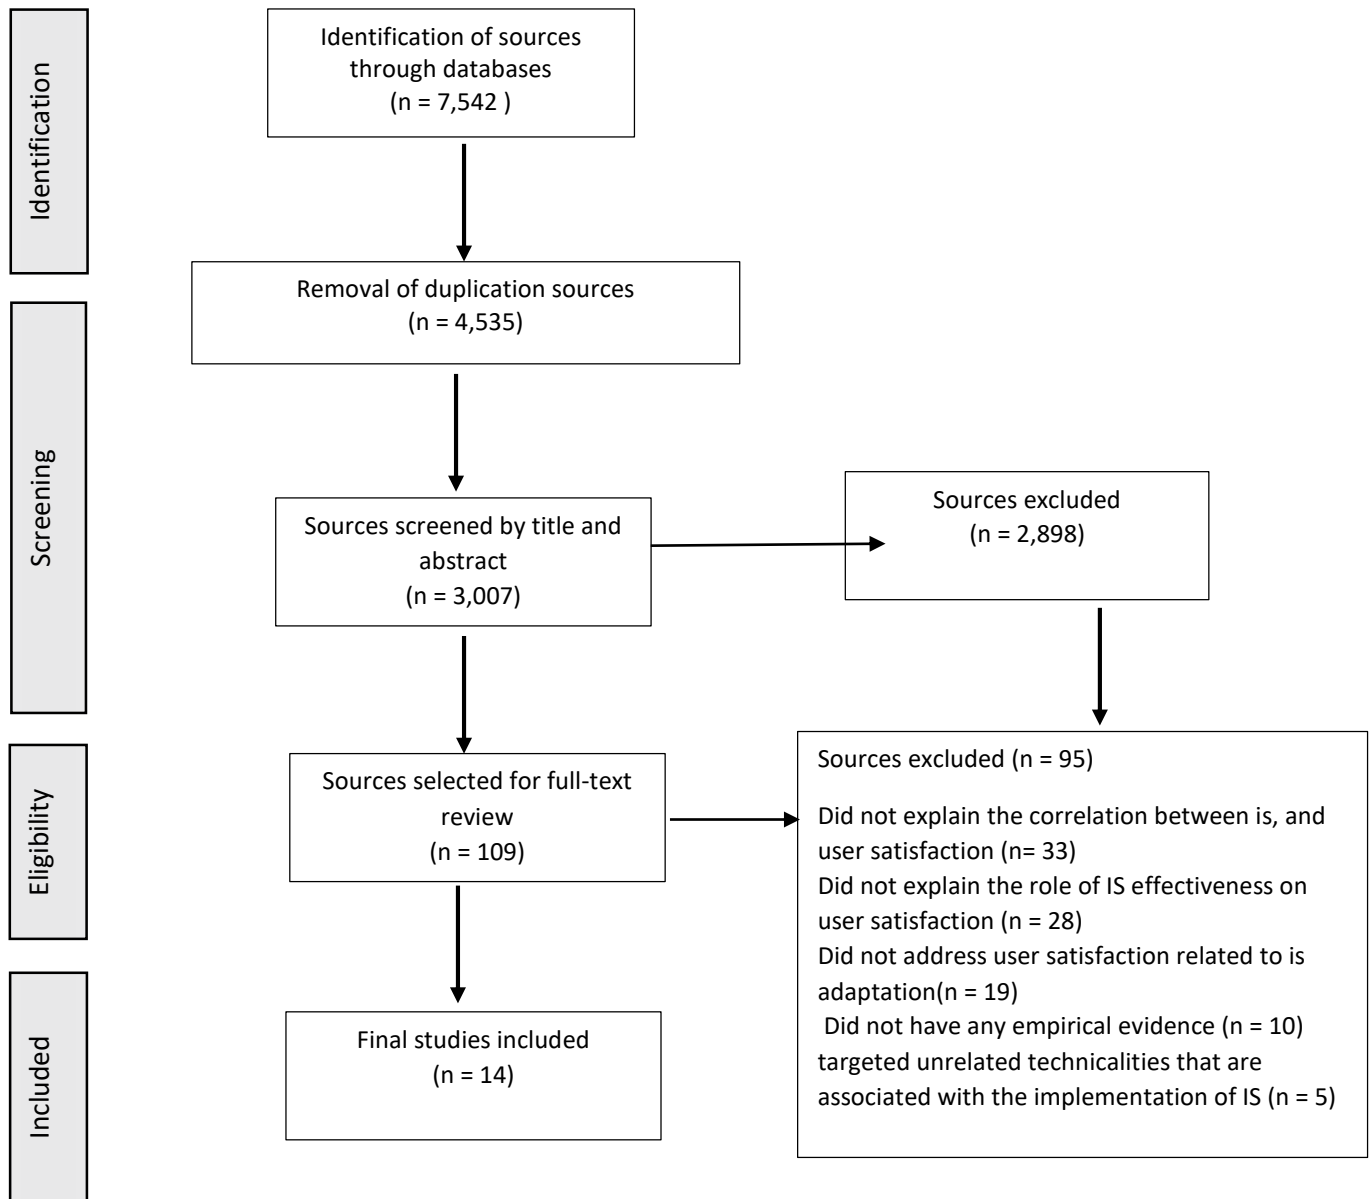 Identification
Identification of sources
through databases
(n = 7,542 )
Screening
Removal of duplication sources
(n = 4,535)
Sources screened by title and
abstract
(n = 3,007)
Sources excluded
(n = 2,898)
Eligibility
Sources selected for full-text
review
(n = 109)
Sources excluded (n = 95)
Did not explain the correlation between is, and
user satisfaction (n= 33)
Did not explain the role of IS effectiveness on
user satisfaction (n = 28)
Did not address user satisfaction related to is
adaptation(n = 19)
Did not have any empirical evidence (n = 10)
targeted unrelated technicalities that are
associated with the implementation of IS (n = 5)
Included
Final studies included
(n = 14)